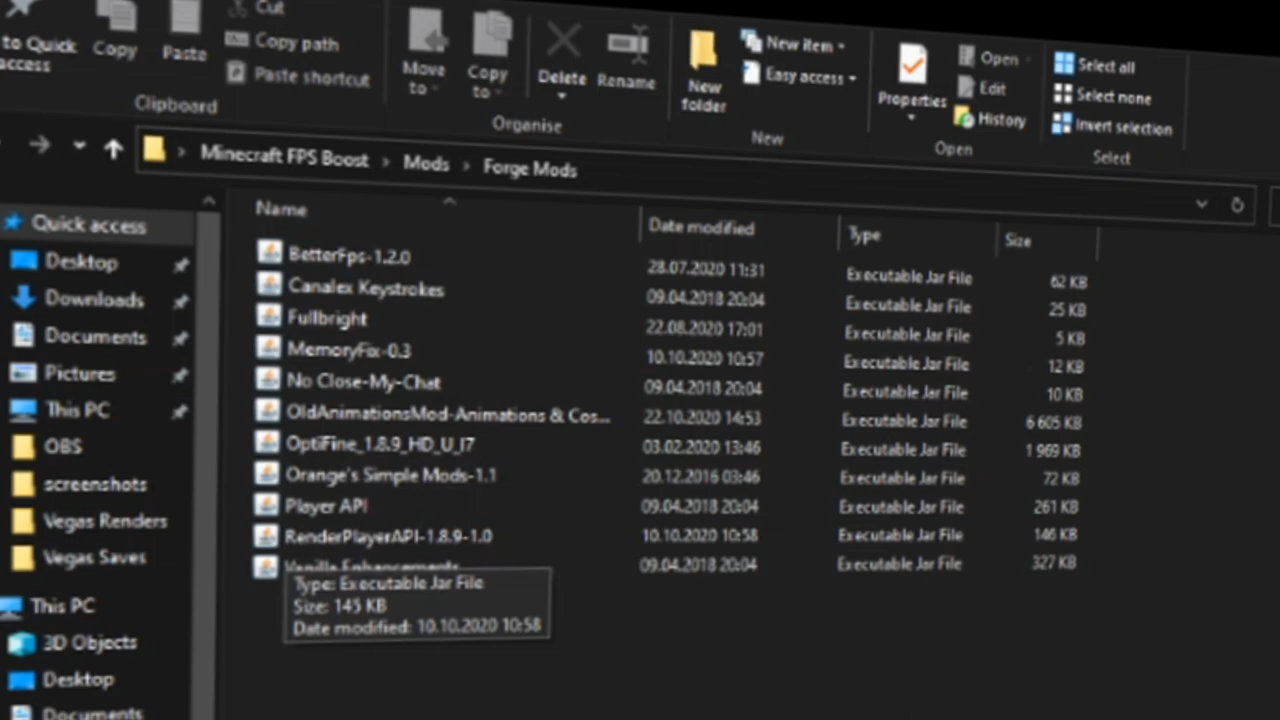 to Quick
access
Copy
Paste
Cut
Copy path
Paste shortcut
Clipboard
Move
to
Copy
to
Delete
Rename
Organise
New
folder
New item
Easy access
New
Properties
Open
Edit
History
Open
Select all
Select none
Invert selection
Select
Minecraft FPS Boost > Mods > Forge Mods
Name Date modified Type Size
BetterFps-1.2.0 28.07.2020 11:31 Executable Jar File 62 KB
Canalex Keystrokes 09.04.2018 20:04 Executable Jar File 25 KB
Fullbright 22.08.2020 17:01 Executable Jar File 5 KB
MemoryFix-0.3 10.10.2020 10:57 Executable Jar File 12 KB
No Close-My-Chat 09.04.2018 20:04 Executable Jar File 10 KB
OldAnimationsMod-Animations & Cos... 22.10.2020 14:53 Executable Jar File 6 605 KB
OptiFine_1.8.9_HD_U_I7 03.02.2020 13:46 Executable Jar File 1 969 KB
Orange's Simple Mods-1.1 20.12.2016 03:46 Executable Jar File 72 KB
Player API 09.04.2018 20:04 Executable Jar File 261 KB
RenderPlayerAPI-1.8.9-1.0 10.10.2020 10:58 Executable Jar File 146 KB
Vanilla Enhancements 09.04.2018 20:04 Executable Jar File 327 KB
Type: Executable Jar File
Size: 145 KB
Date modified: 10.10.2020 10:58
Quick access
Desktop
Downloads
Documents
Pictures
This PC
OBS
screenshots
Vegas Renders
Vegas Saves
This PC
3D Objects
Desktop
Documents